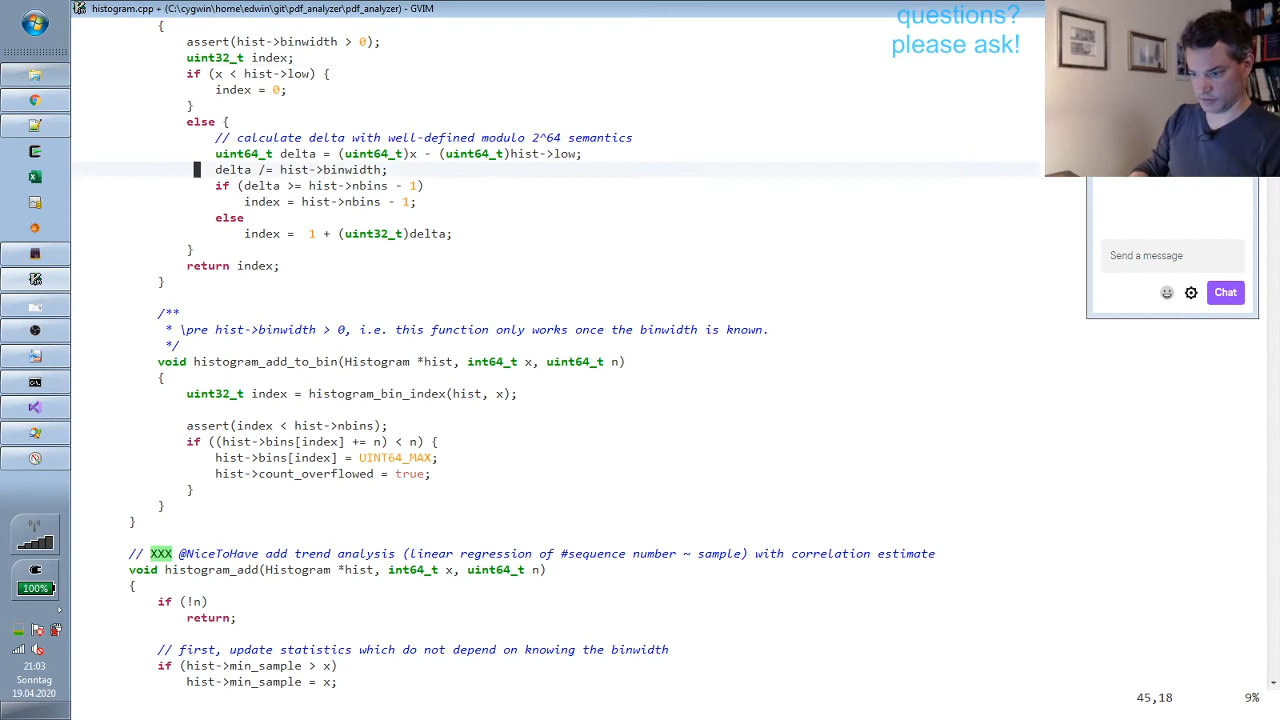 histogram.cpp + (C:\cygwin\home\edwin\git\pdf_analyzer\pdf_analyzer) - GVIM
questions?
please ask!
{
assert(hist->binwidth > 0);
uint32_t index;
if (x < hist->low) {
index = 0;
}
else {
// calculate delta with well-defined modulo 2^64 semantics
uint64_t delta = (uint64_t)x - (uint64_t)hist->low;
delta /= hist->binwidth;
if (delta >= hist->nbins - 1)
index = hist->nbins - 1;
else
index =  1 + (uint32_t)delta;
}
return index;
}
/**
* \pre hist->binwidth > 0, i.e. this function only works once the binwidth is known.
*/
void histogram_add_to_bin(Histogram *hist, int64_t x, uint64_t n)
{
uint32_t index = histogram_bin_index(hist, x);
assert(index < hist->nbins);
if ((hist->bins[index] += n) < n) {
hist->bins[index] = UINT64_MAX;
hist->count_overflowed = true;
}
}
}
// XXX @NiceToHave add trend analysis (linear regression of #sequence number ~ sample) with correlation estimate
void histogram_add(Histogram *hist, int64_t x, uint64_t n)
{
if (!n)
return;
// first, update statistics which do not depend on knowing the binwidth
if (hist->min_sample > x)
hist->min_sample = x;
45,18 9%
Send a message
Chat
100%
21:03
Sonntag
19.04.2020